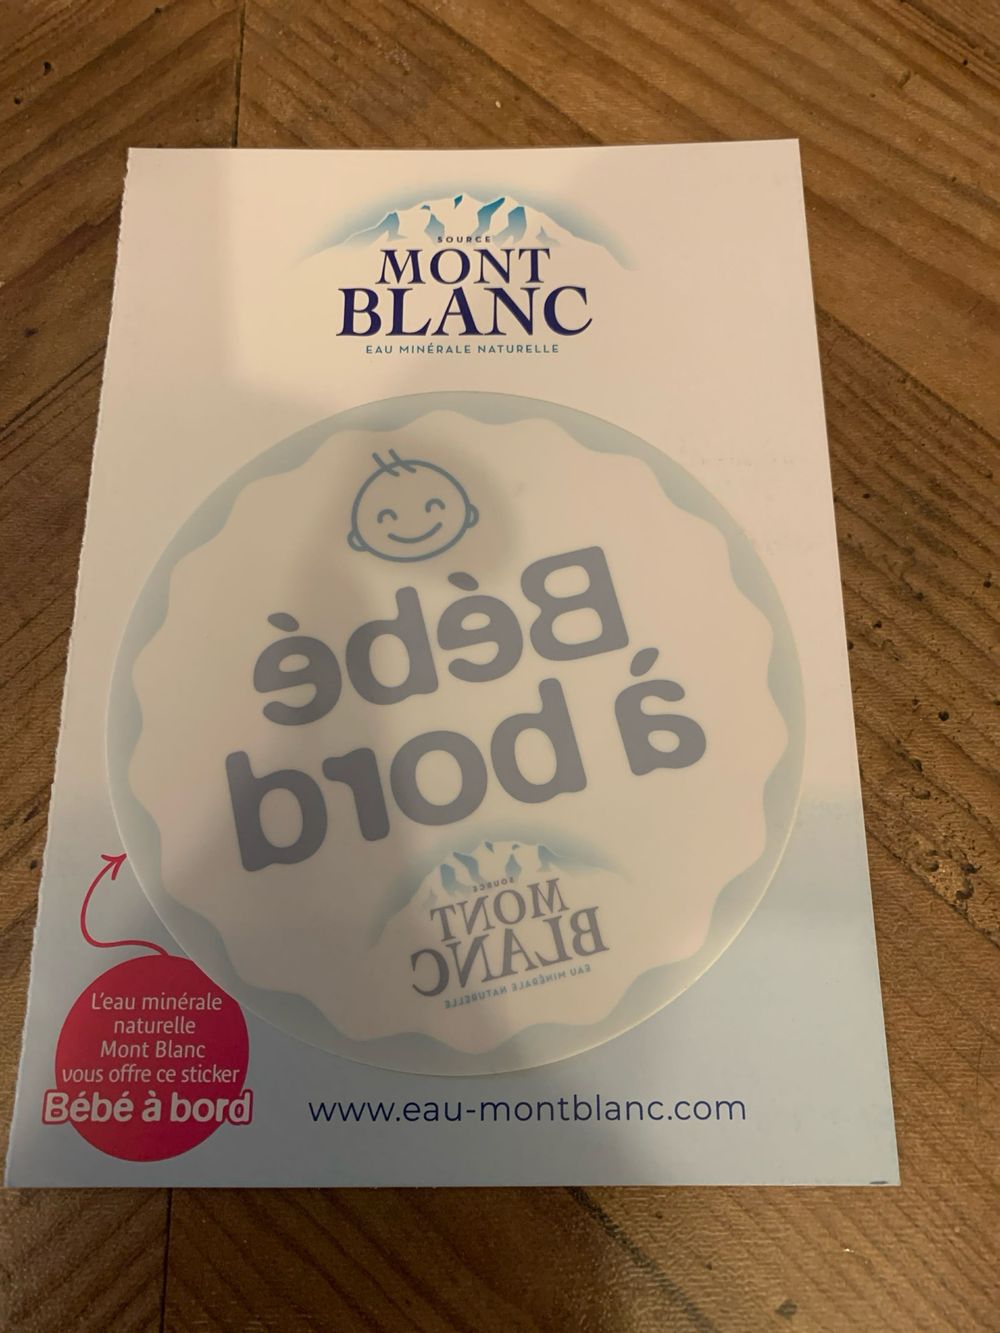 SOURCE
MONT
BLANC
EAU MINÉRALE NATURELLE
Bébé
à bord
SOURCE
MONT
BLANC
EAU MINÉRALE NATURELLE
L'eau minérale
naturelle
Mont Blanc
vous offre ce sticker
Bébé à bord
www.eau-montblanc.com